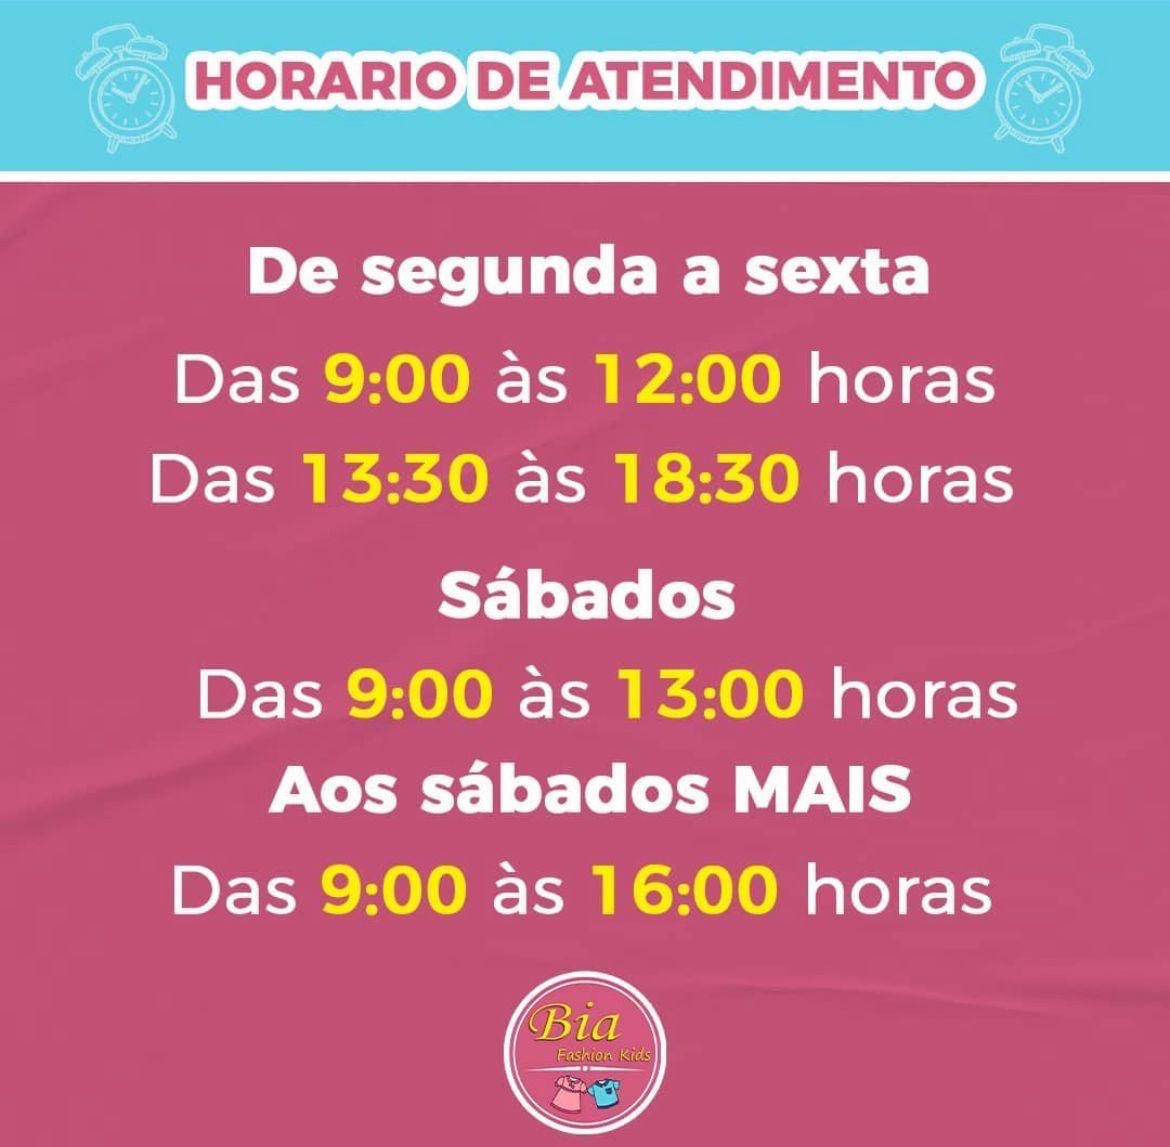 HORARIO DE ATENDIMENTO
De segunda a sexta
Das 9:00 às 12:00 horas
Das 13:30 às 18:30 horas
Sábados
Das 9:00 às 13:00 horas
Aos sábados MAIS
Das 9:00 às 16:00 horas
Bia
Fashion Kids